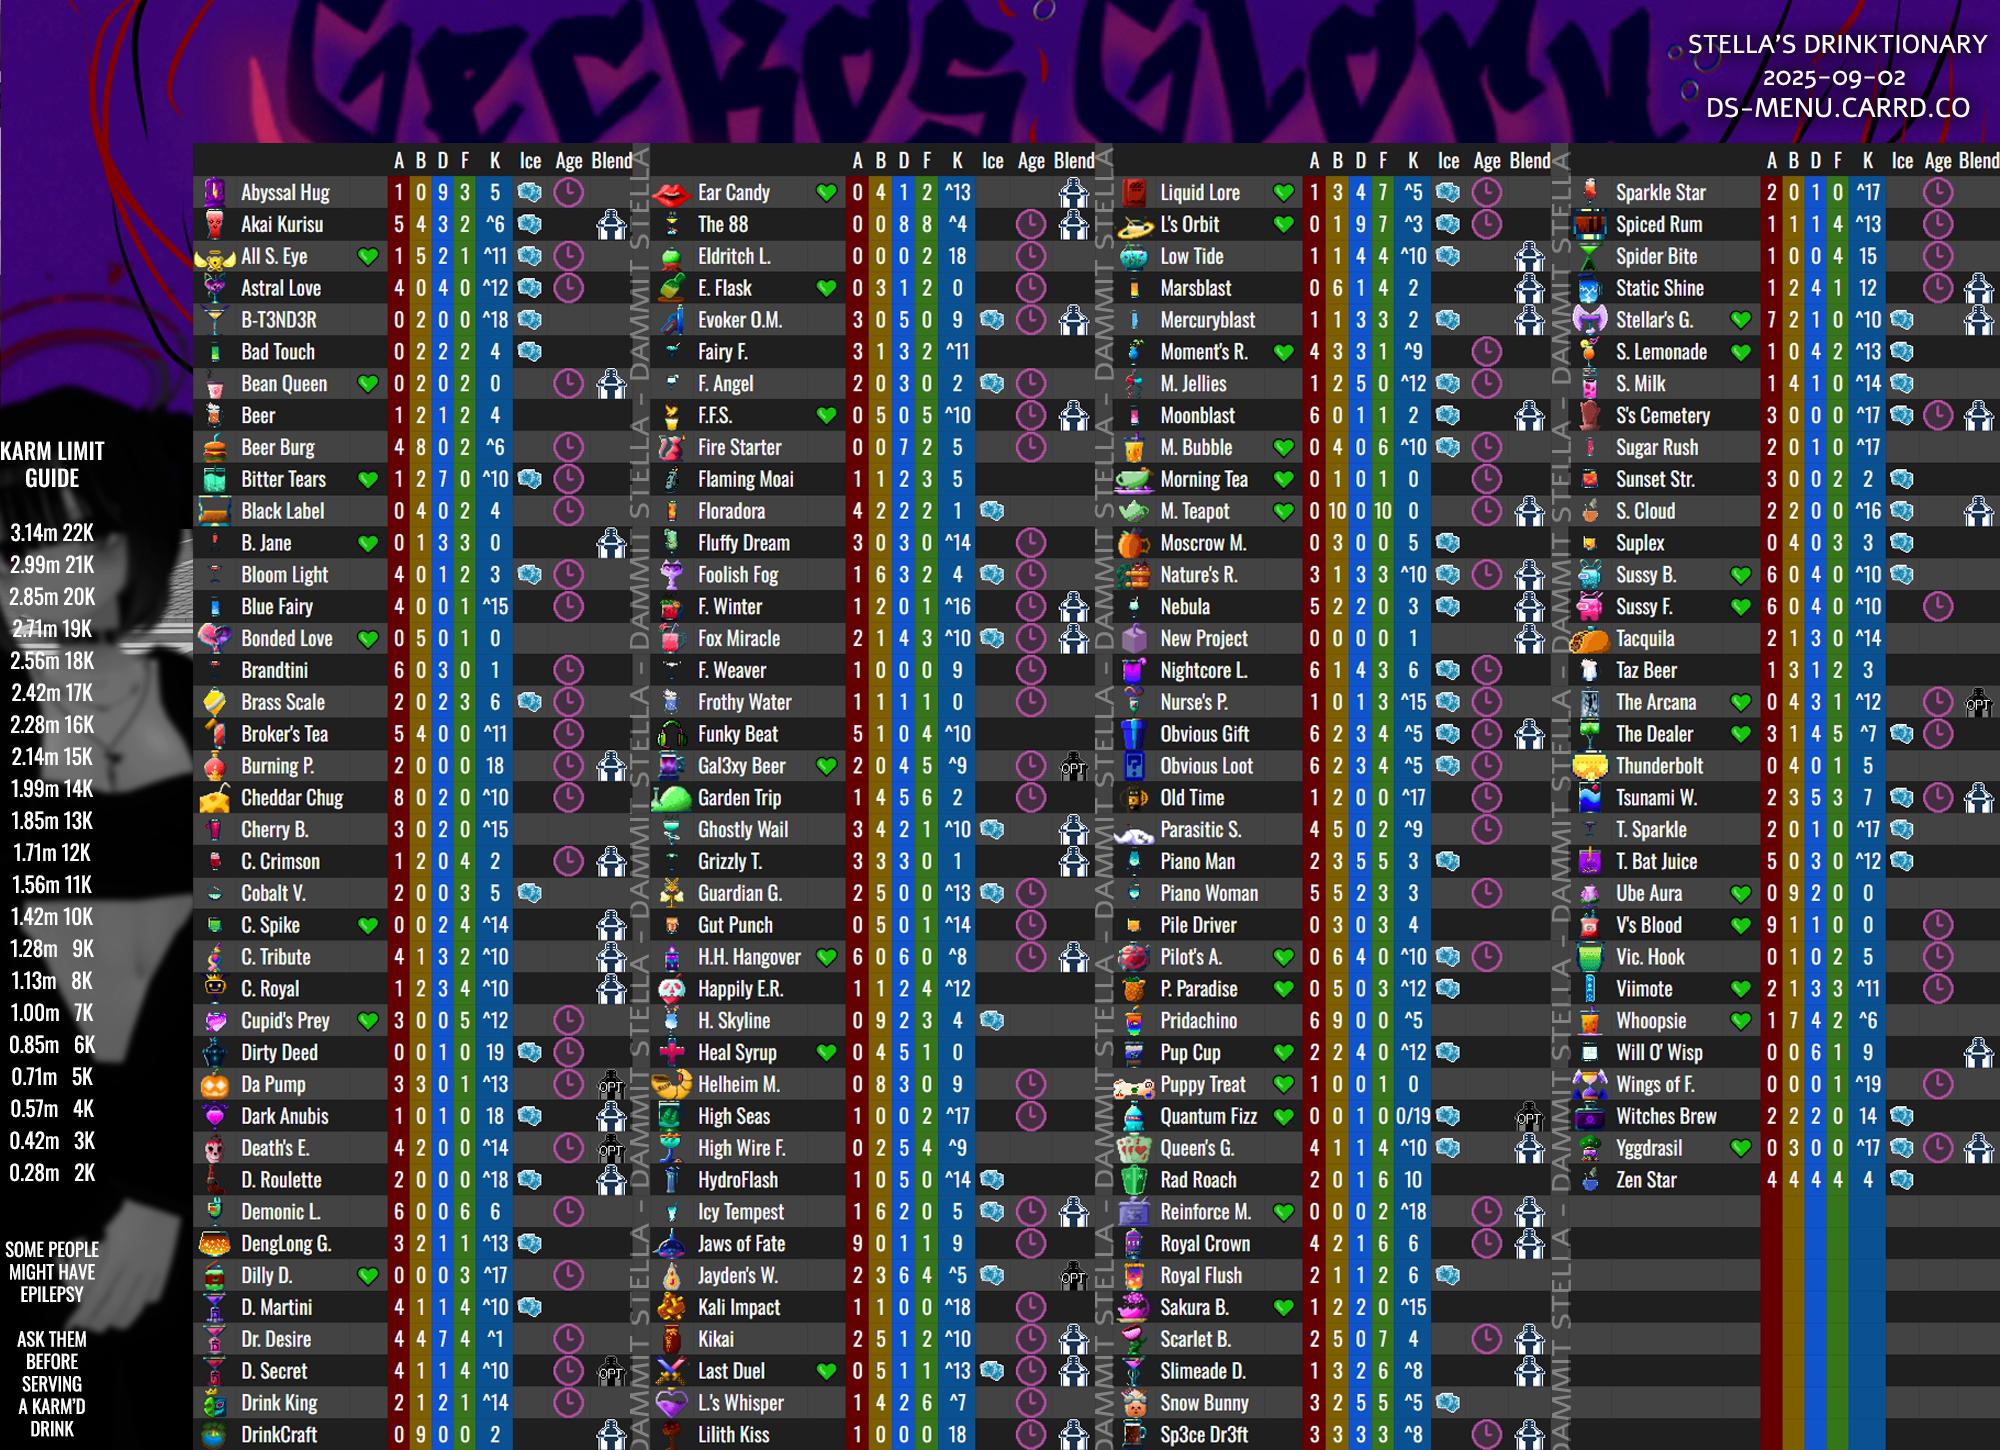 GECKOS GLORY
STELLA'S DRINKTIONARY
2025-09-02
DS-MENU.CARRD.CO
KARM LIMIT
GUIDE
3.14m 22K
2.99m 21K
2.85m 20K
2.71m 19K
2.56m 18K
2.42m 17K
2.28m 16K
2.14m 15K
1.99m 14K
1.85m 13K
1.71m 12K
1.56m 11K
1.42m 10K
1.28m 9K
1.13m 8K
1.00m 7K
0.85m 6K
0.71m 5K
0.57m 4K
0.42m 3K
0.28m 2K
SOME PEOPLE
MIGHT HAVE
EPILEPSY
ASK THEM
BEFORE
SERVING
A KARM'D
DRINK
A B D F K Ice Age Blend
Abyssal Hug 1 0 9 3 5
Akai Kurisu 5 4 3 2 ^6
All S. Eye 1 5 2 1 ^11
Astral Love 4 0 4 0 ^12
B-T3ND3R 0 2 0 0 ^18
Bad Touch 0 2 2 2 4
Bean Queen 0 2 0 2 0
Beer 1 2 1 2 4
Beer Burg 4 8 0 2 ^6
Bitter Tears 1 2 7 0 ^10
Black Label 0 4 0 2 4
B. Jane 0 1 3 3 0
Bloom Light 4 0 1 2 3
Blue Fairy 4 0 0 1 ^15
Bonded Love 0 5 0 1 0
Brandtini 6 0 3 0 1
Brass Scale 2 0 2 3 6
Broker's Tea 5 4 0 0 ^11
Burning P. 2 0 0 0 18
Cheddar Chug 8 0 2 0 ^10
Cherry B. 3 0 2 0 ^15
C. Crimson 1 2 0 4 2
Cobalt V. 2 0 0 3 5
C. Spike 0 0 2 4 ^14
C. Tribute 4 1 3 2 ^10
C. Royal 1 2 3 4 ^10
Cupid's Prey 3 0 0 5 ^12
Dirty Deed 0 0 1 0 19
Da Pump 3 3 0 1 ^13 OPT
Dark Anubis 1 0 1 0 18
Death's E. 4 2 0 0 ^14 OPT
D. Roulette 2 0 0 0 ^18
Demonic L. 6 0 0 6 6
DengLong G. 3 2 1 1 ^13
Dilly D. 0 0 0 3 ^17
D. Martini 4 1 1 4 ^10
Dr. Desire 4 4 7 4 ^1
D. Secret 4 1 1 4 ^10 OPT
Drink King 2 1 2 1 ^14
DrinkCraft 0 9 0 0 2
DAMMIT STELLA - DAMMIT STELLA - DAMMIT STELLA - DAMMIT STELLA
A B D F K Ice Age Blend
Ear Candy 0 4 1 2 ^13
The 88 0 0 8 8 ^4
Eldritch L. 0 0 0 2 18
E. Flask 0 3 1 2 0
Evoker O.M. 3 0 5 0 9
Fairy F. 3 1 3 2 ^11
F. Angel 2 0 3 0 2
F.F.S. 0 5 0 5 ^10
Fire Starter 0 0 7 2 5
Flaming Moai 1 1 2 3 5
Floradora 4 2 2 2 1
Fluffy Dream 3 0 3 0 ^14
Foolish Fog 1 6 3 2 4
F. Winter 1 2 0 1 ^16
Fox Miracle 2 1 4 3 ^10
F. Weaver 1 0 0 0 9
Frothy Water 1 1 1 1 0
Funky Beat 5 1 0 4 ^10
Gal3xy Beer 2 0 4 5 ^9 OPT
Garden Trip 1 4 5 6 2
Ghostly Wail 3 4 2 1 ^10
Grizzly T. 3 3 3 0 1
Guardian G. 2 5 0 0 ^13
Gut Punch 0 5 0 1 ^14
H.H. Hangover 6 0 6 0 ^8
Happily E.R. 1 1 2 4 ^12
H. Skyline 0 9 2 3 4
Heal Syrup 0 4 5 1 0
Helheim M. 0 8 3 0 9
High Seas 1 0 0 2 ^17
High Wire F. 0 2 5 4 ^9
HydroFlash 1 0 5 0 ^14
Icy Tempest 1 6 2 0 5
Jaws of Fate 9 0 1 1 9
Jayden's W. 2 3 6 4 ^5 OPT
Kali Impact 1 1 0 0 ^18
Kikai 2 5 1 2 ^10
Last Duel 0 5 1 1 ^13
L.'s Whisper 1 4 2 6 ^7
Lilith Kiss 1 0 0 0 18
DAMMIT STELLA - DAMMIT STELLA - DAMMIT STELLA - DAMMIT STELLA
A B D F K Ice Age Blend
Liquid Lore 1 3 4 7 ^5
L's Orbit 0 1 9 7 ^3
Low Tide 1 1 4 4 ^10
Marsblast 0 6 1 4 2
Mercuryblast 1 1 3 3 2
Moment's R. 4 3 3 1 ^9
M. Jellies 1 2 5 0 ^12
Moonblast 6 0 1 1 2
M. Bubble 0 4 0 6 ^10
Morning Tea 0 1 0 1 0
M. Teapot 0 10 0 10 0
Moscrow M. 0 3 0 0 5
Nature's R. 3 1 3 3 ^10
Nebula 5 2 2 0 3
New Project 0 0 0 0 1
Nightcore L. 6 1 4 3 6
Nurse's P. 1 0 1 3 ^15
Obvious Gift 6 2 3 4 ^5
Obvious Loot 6 2 3 4 ^5
Old Time 1 2 0 0 ^17
Parasitic S. 4 5 0 2 ^9
Piano Man 2 3 5 5 3
Piano Woman 5 5 2 3 3
Pile Driver 0 3 0 3 4
Pilot's A. 0 6 4 0 ^10
P. Paradise 0 5 0 3 ^12
Pridachino 6 9 0 0 ^5
Pup Cup 2 2 4 0 ^12
Puppy Treat 1 0 0 1 0
Quantum Fizz 0 0 1 0 0/19 OPT
Queen's G. 4 1 1 4 ^10
Rad Roach 2 0 1 6 10
Reinforce M. 0 0 0 2 ^18
Royal Crown 4 2 1 6 6
Royal Flush 2 1 1 2 6
Sakura B. 1 2 2 0 ^15
Scarlet B. 2 5 0 7 4
Slimeade D. 1 3 2 6 ^8
Snow Bunny 3 2 5 5 ^5
Sp3ce Dr3ft 3 3 3 3 ^8
DAMMIT STELLA - DAMMIT STELLA - DAMMIT STELLA - DAMMIT STELLA
A B D F K Ice Age Blend
Sparkle Star 2 0 1 0 ^17
Spiced Rum 1 1 1 4 ^13
Spider Bite 1 0 0 4 15
Static Shine 1 2 4 1 12
Stellar's G. 7 2 1 0 ^10
S. Lemonade 1 0 4 2 ^13
S. Milk 1 4 1 0 ^14
S's Cemetery 3 0 0 0 ^17
Sugar Rush 2 0 1 0 ^17
Sunset Str. 3 0 0 2 2
S. Cloud 2 2 0 0 ^16
Suplex 0 4 0 3 3
Sussy B. 6 0 4 0 ^10
Sussy F. 6 0 4 0 ^10
Tacquila 2 1 3 0 ^14
Taz Beer 1 3 1 2 3
The Arcana 0 4 3 1 ^12 OPT
The Dealer 3 1 4 5 ^7
Thunderbolt 0 4 0 1 5
Tsunami W. 2 3 5 3 7
T. Sparkle 2 0 1 0 ^17
T. Bat Juice 5 0 3 0 ^12
Ube Aura 0 9 2 0 0
V's Blood 9 1 1 0 0
Vic. Hook 0 1 0 2 5
Viimote 2 1 3 3 ^11
Whoopsie 1 7 4 2 ^6
Will O' Wisp 0 0 6 1 9
Wings of F. 0 0 0 1 ^19
Witches Brew 2 2 2 0 14
Yggdrasil 0 3 0 0 ^17
Zen Star 4 4 4 4 4